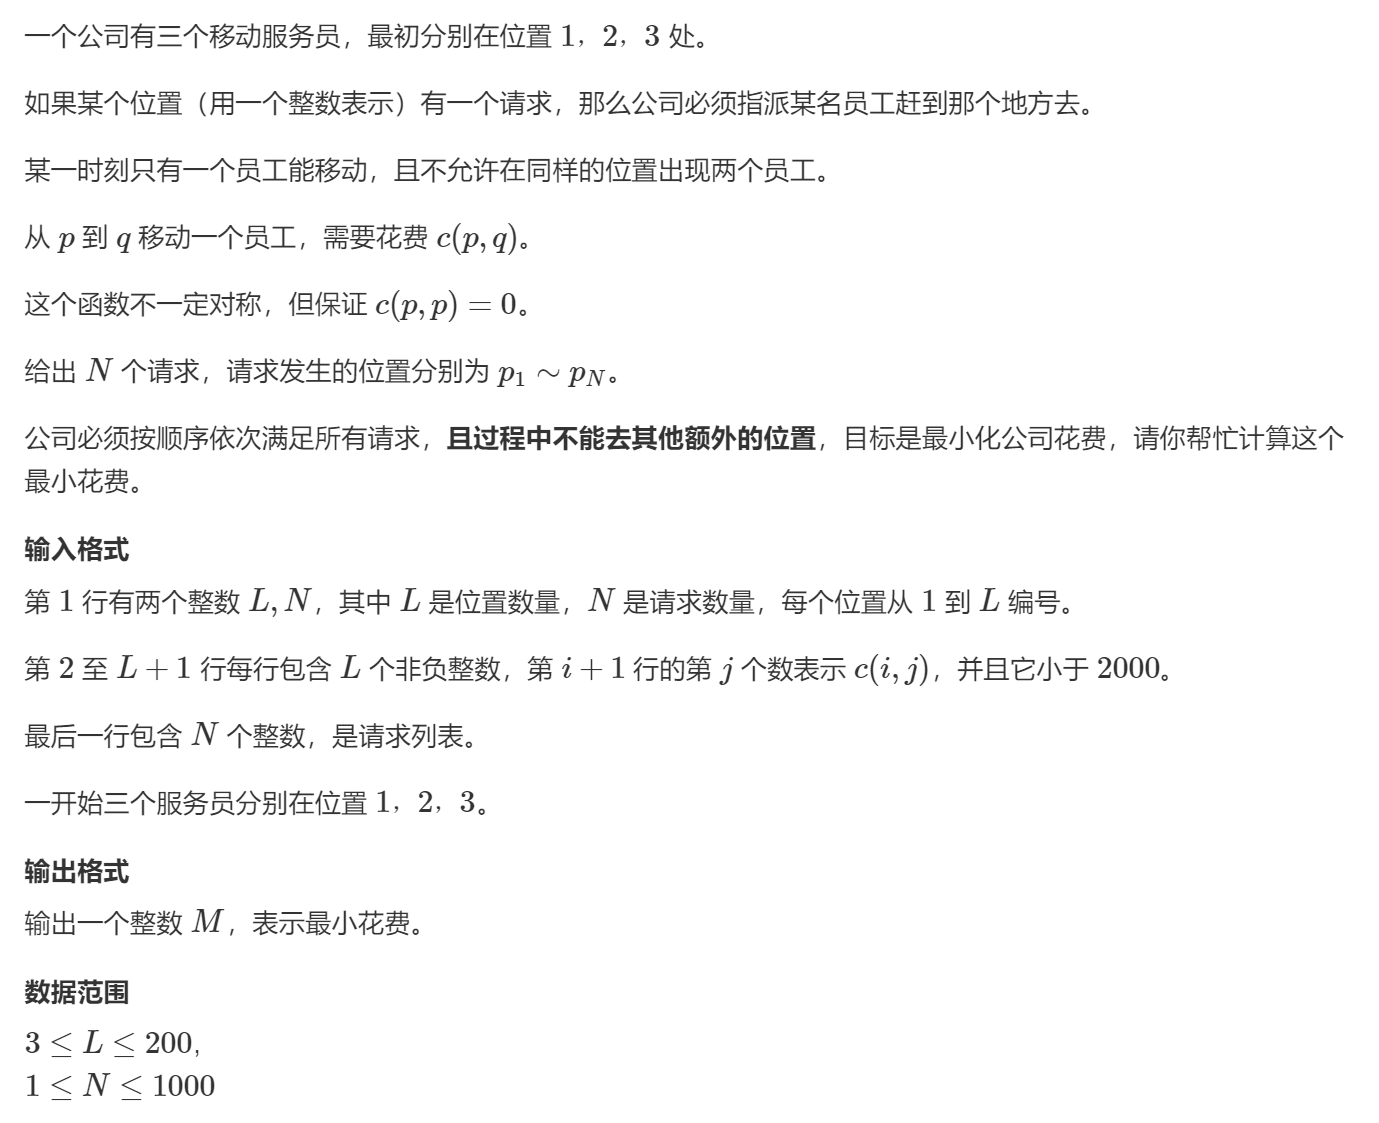 一个公司有三个移动服务员，最初分别在位置 1，2，3 处。
如果某个位置（用一个整数表示）有一个请求，那么公司必须指派某名员工赶到那个地方去。
某一时刻只有一个员工能移动，且不允许在同样的位置出现两个员工。
从 p 到 q 移动一个员工，需要花费 c(p, q)。
这个函数不一定对称，但保证 c(p, p) = 0。
给出 N 个请求，请求发生的位置分别为 p₁ ∼ p_N。
公司必须按顺序依次满足所有请求，且过程中不能去其他额外的位置，目标是最小化公司花费，请你帮忙计算这个
最小花费。
输入格式
第 1 行有两个整数 L, N，其中 L 是位置数量，N 是请求数量，每个位置从 1 到 L 编号。
第 2 至 L + 1 行每行包含 L 个非负整数，第 i + 1 行的第 j 个数表示 c(i, j)，并且它小于 2000。
最后一行包含 N 个整数，是请求列表。
一开始三个服务员分别在位置 1，2，3。
输出格式
输出一个整数 M，表示最小花费。
数据范围
3 ≤ L ≤ 200,
1 ≤ N ≤ 1000